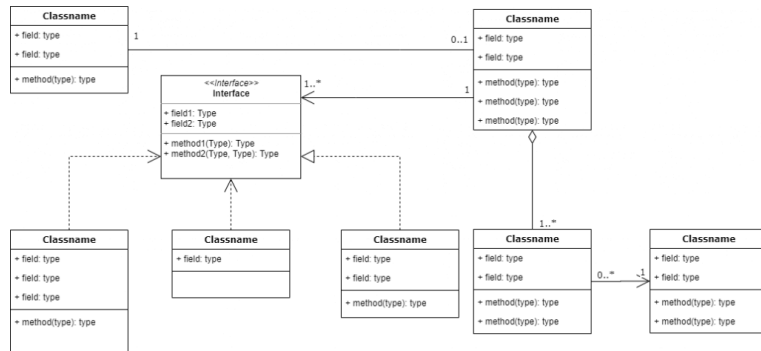 Classname
+ field: type
+ field: type
+ method(type): type
1
0..1
Classname
+ field: type
+ field: type
+ method(type): type
+ method(type): type
+ method(type): type
<<interface>>
Interface
+ field1: Type
+ field2: Type
+ method1(Type): Type
+ method2(Type, Type): Type
1..*
1
1..*
Classname
+ field: type
+ field: type
+ field: type
+ method(type): type
Classname
+ field: type
Classname
+ field: type
+ field: type
+ method(type): type
Classname
+ field: type
+ field: type
+ method(type): type
+ method(type): type
0..*
1
Classname
+ field: type
+ field: type
+ method(type): type
+ method(type): type